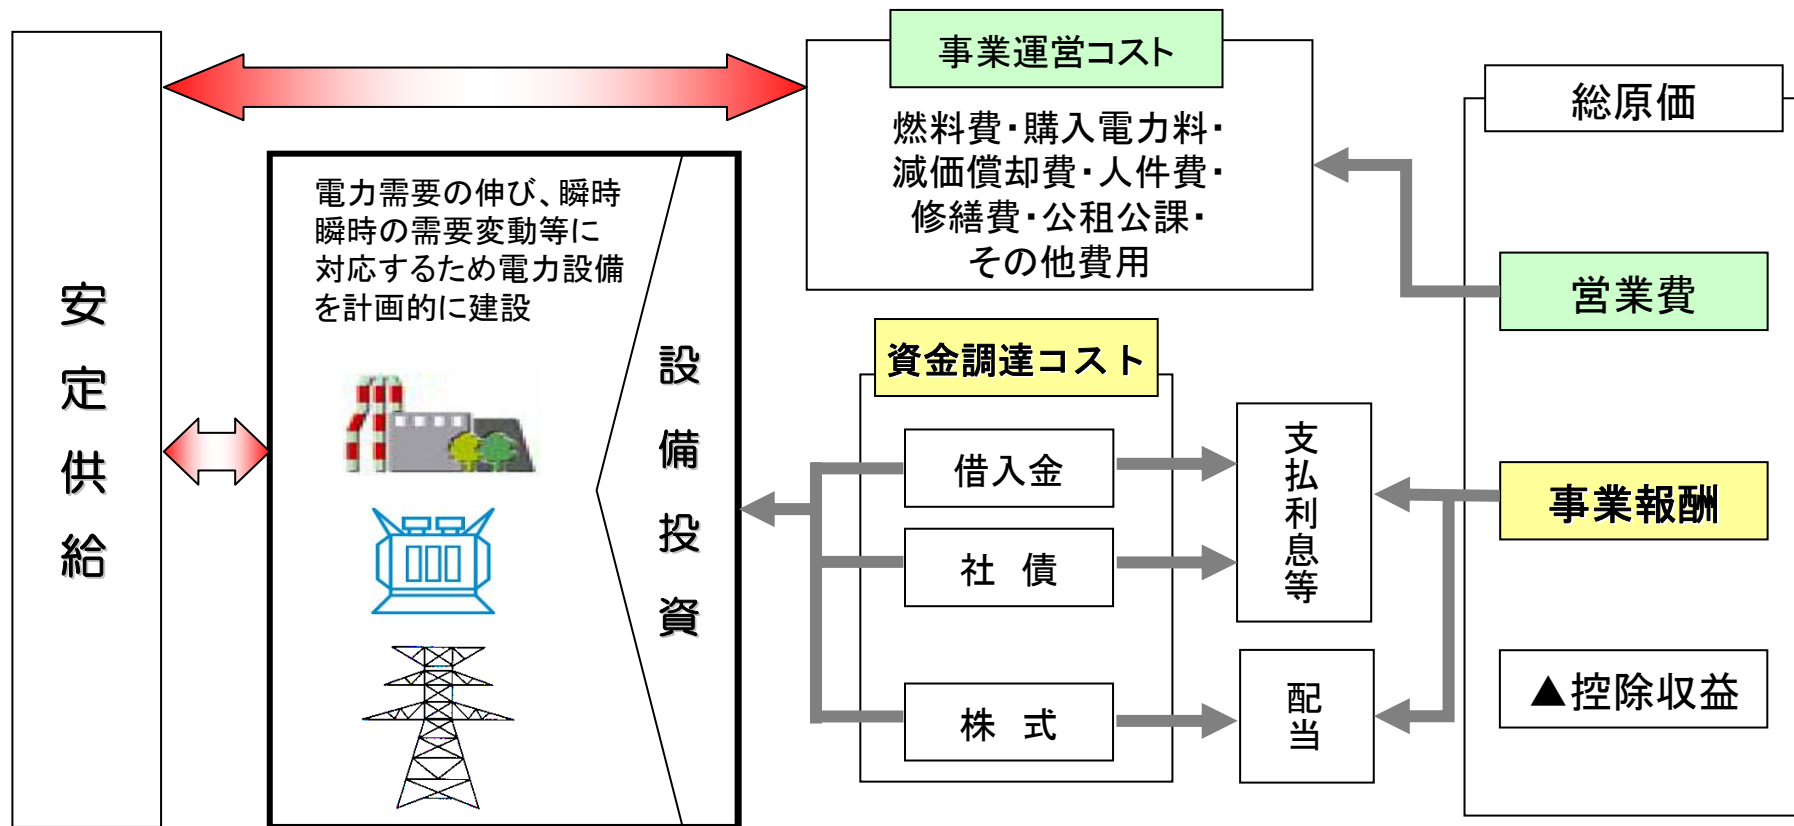 安定供給
電力需要の伸び、瞬時
瞬時の需要変動等に
対応するため電力設備
を計画的に建設
設備投資
事業運営コスト
燃料費・購入電力料・
減価償却費・人件費・
修繕費・公租公課・
その他費用
資金調達コスト
借入金
社 債
株 式
支払利息等
配当
総原価
営業費
事業報酬
▲控除収益